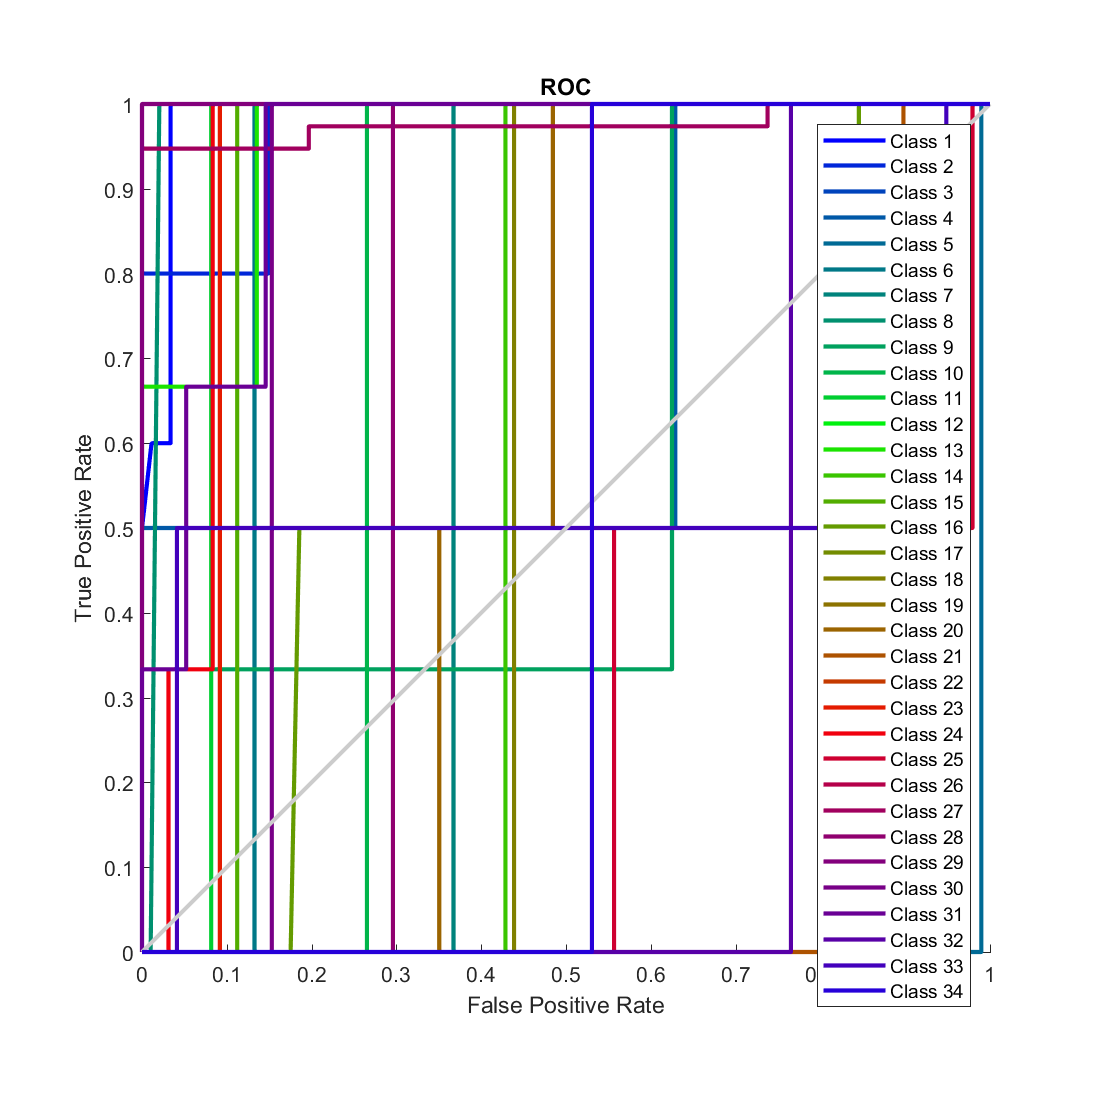 ROC
True Positive Rate
1
0.9
0.8
0.7
0.6
0.5
0.4
0.3
0.2
0.1
0
0 0.1 0.2 0.3 0.4 0.5 0.6 0.7 1
False Positive Rate
Class 1
Class 2
Class 3
Class 4
Class 5
Class 6
Class 7
Class 8
Class 9
Class 10
Class 11
Class 12
Class 13
Class 14
Class 15
Class 16
Class 17
Class 18
Class 19
Class 20
Class 21
Class 22
Class 23
Class 24
Class 25
Class 26
Class 27
Class 28
Class 29
Class 30
Class 31
Class 32
Class 33
Class 34